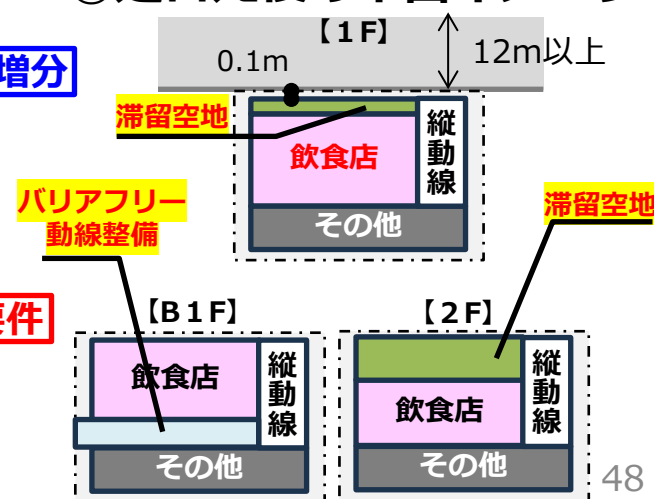 【1F】
増分
0.1m
12m以上
滞留空地
縦動線
飲食店
その他
バリアフリー
動線整備
滞留空地
要件
【B1F】
【2F】
飲食店
縦動線
その他
縦動線
飲食店
その他
48